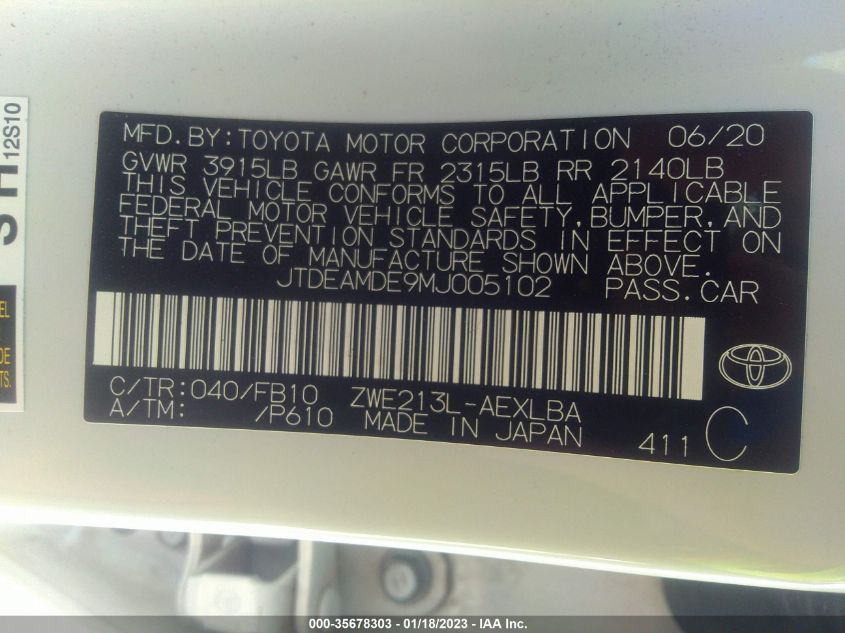 MFD.BY:TOYOTA MOTOR CORPORATION 06/20
GVWR 3915LB GAWR FR 2315LB RR 2140LB
THIS VEHICLE CONFORMS TO ALL APPLICABLE
FEDERAL MOTOR VEHICLE SAFETY, BUMPER, AND
THEFT PREVENTION STANDARDS IN EFFECT ON
THE DATE OF MANUFACTURE SHOWN ABOVE.
JTDEAMDE9MJ005102 PASS.CAR
C/TR:040/FB10 ZWE213L-AEXLBA
A/TM: /P610 MADE IN JAPAN 411 C
12S10
EL
DE
TS.
000-35678303 - 01/18/2023 - IAA Inc.